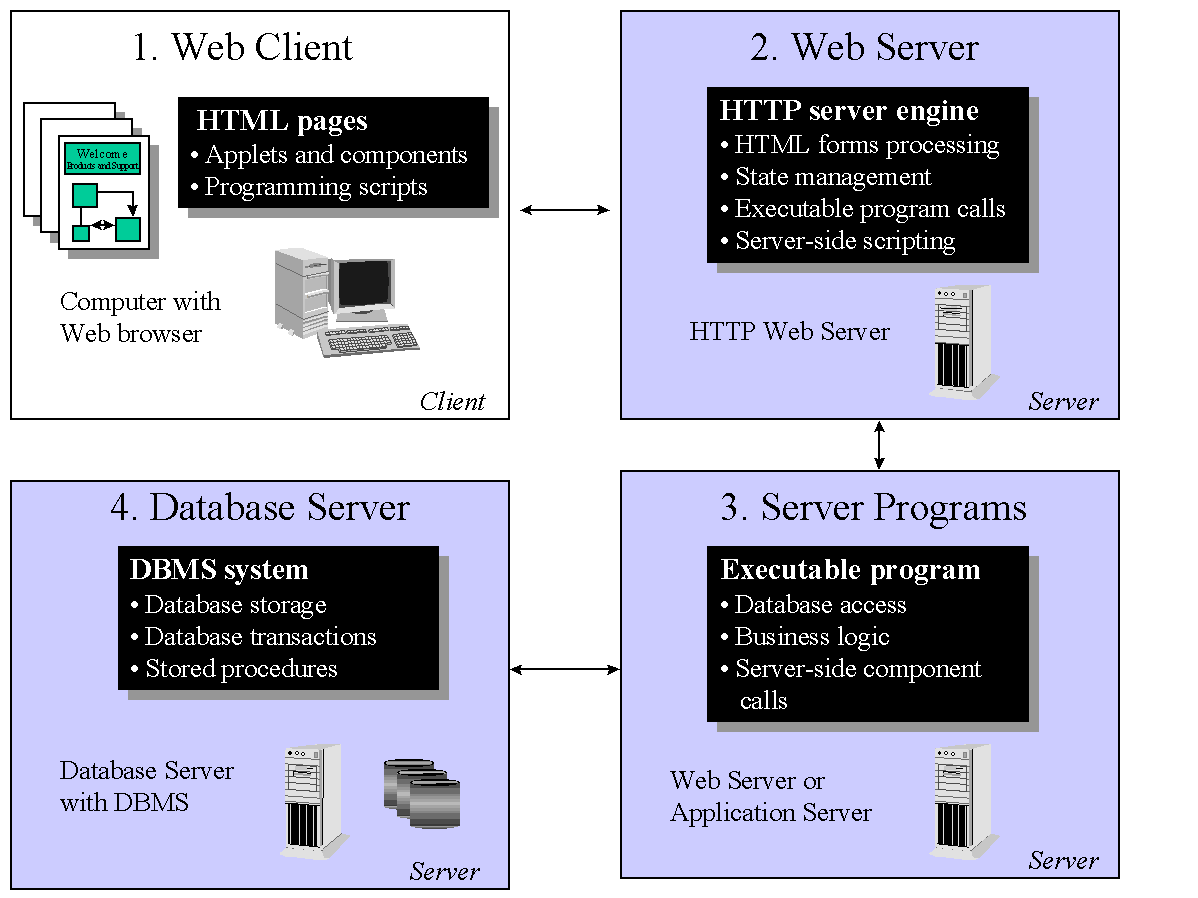 1. Web Client
HTML pages
• Applets and components
• Programming scripts
Welcome
Products and Support
Computer with
Web browser
Client
2. Web Server
HTTP server engine
• HTML forms processing
• State management
• Executable program calls
• Server-side scripting
HTTP Web Server
Server
3. Server Programs
Executable program
• Database access
• Business logic
• Server-side component
calls
Web Server or
Application Server
Server
4. Database Server
DBMS system
• Database storage
• Database transactions
• Stored procedures
Database Server
with DBMS
Server